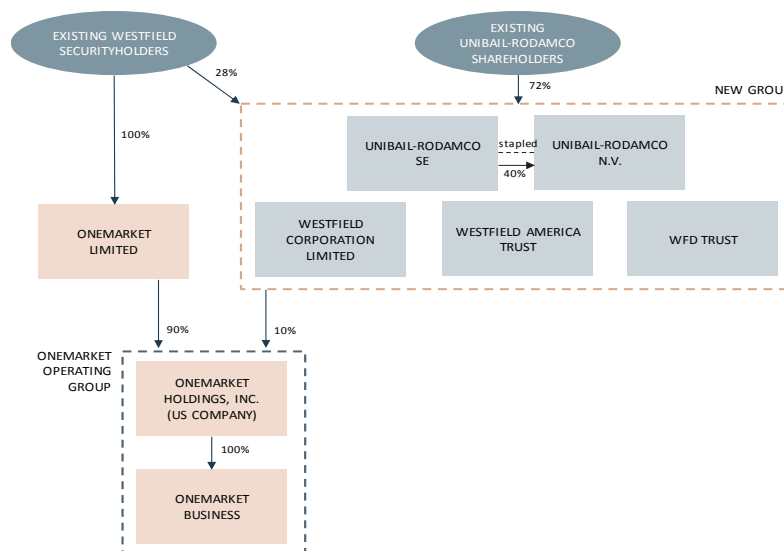 EXISTING WESTFIELD
SECURITYHOLDERS
EXISTING
UNIBAIL-RODAMCO
SHAREHOLDERS
28%
72%
NEW GROU
100%
UNIBAIL-RODAMCO
SE
stapled
40%
UNIBAIL-RODAMCO
N.V.
ONEMARKET
LIMITED
WESTFIELD
CORPORATION
LIMITED
WESTFIELD AMERICA
TRUST
WFD TRUST
90%
10%
ONEMARKET
OPERATING
GROUP
ONEMARKET
HOLDINGS, INC.
(US COMPANY)
100%
ONEMARKET
BUSINESS